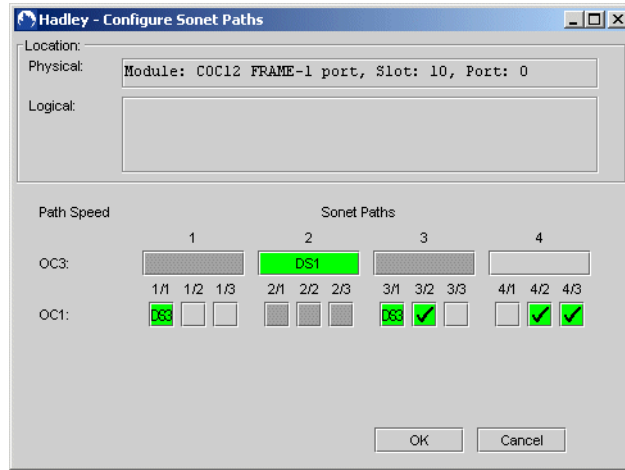 Hadley - Configure Sonet Paths
Location:
Physical: Module: COC12 FRAME-1 port, Slot: 10, Port: 0
Logical:
Path Speed Sonet Paths
1 2 3 4
OC3: DS1
1/1 1/2 1/3 2/1 2/2 2/3 3/1 3/2 3/3 4/1 4/2 4/3
OC1: DS3 DS3
OK Cancel